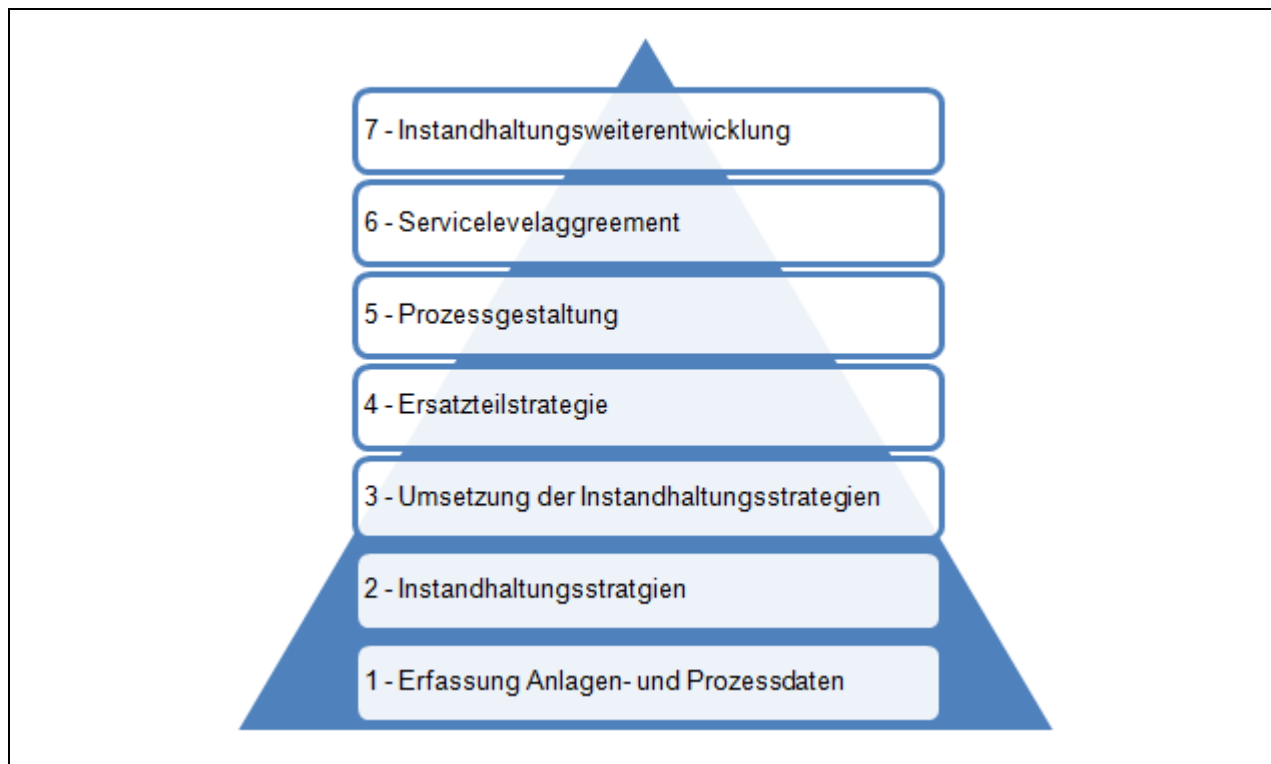 7 - Instandhaltungsweiterentwicklung
6 - Servicelevelaggreement
5 - Prozessgestaltung
4 - Ersatzteilstrategie
3 - Umsetzung der Instandhaltungsstrategien
2 - Instandhaltungsstratgien
1 - Erfassung Anlagen- und Prozessdaten